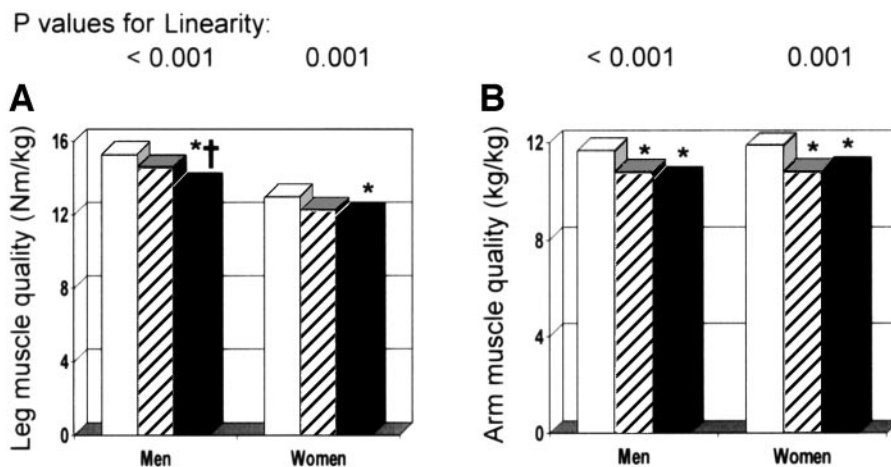 P values for Linearity:
< 0.001 0.001 < 0.001 0.001
A B
Leg muscle quality (Nm/kg)
16
12
8
4
0
*†
*
Men Women
Arm muscle quality (kg/kg)
12
8
4
0
* * * *
Men Women